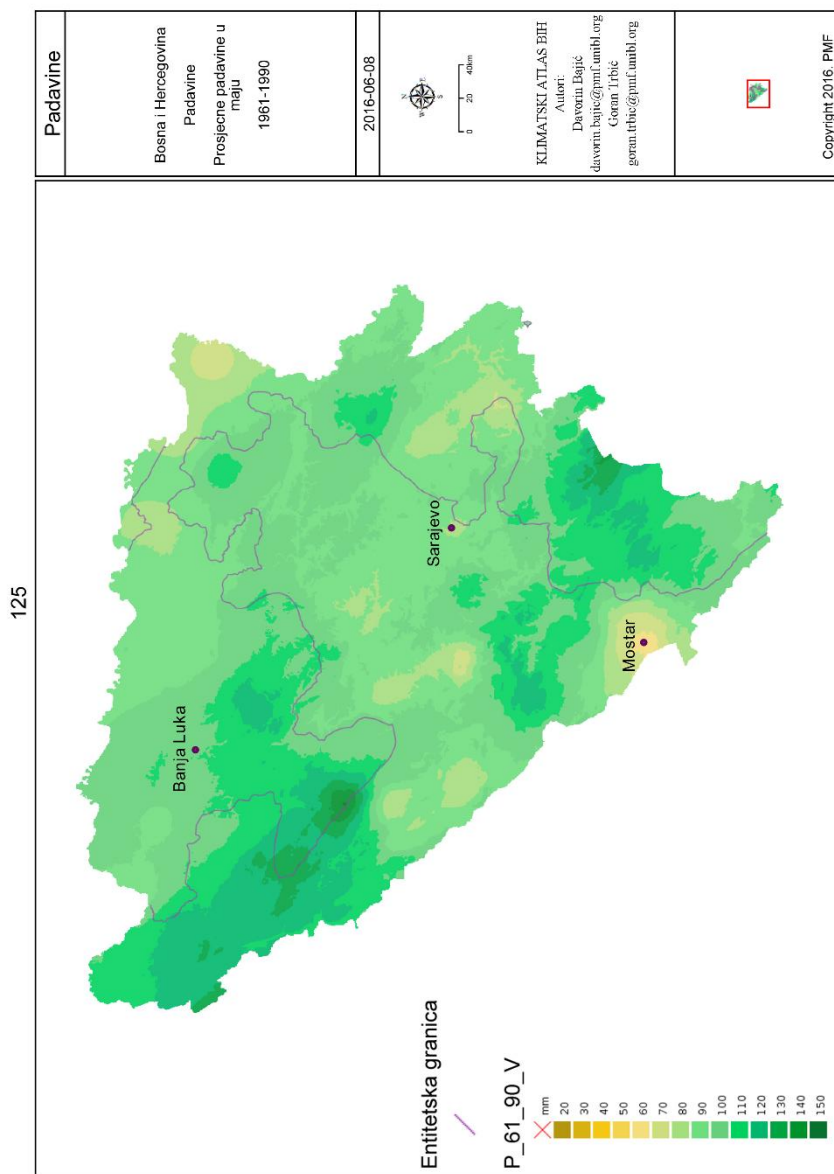 125
Padavine
Bosna i Hercegovina
Padavine
Prosjecne padavine u
maju
1961-1990
2016-06-08
N
W
E
S
0 20 40km
KLIMATSKI ATLAS BIH
Autori:
Davorin Bajić
davorin.bajic@pmf.unibl.org
Goran Trbić
goran.trbic@pmf.unibl.org
Copyright 2016. PMF
Banja Luka
Sarajevo
Mostar
Entitetska granica
P_61_90_V
mm
20
30
40
50
60
70
80
90
100
110
120
130
140
150